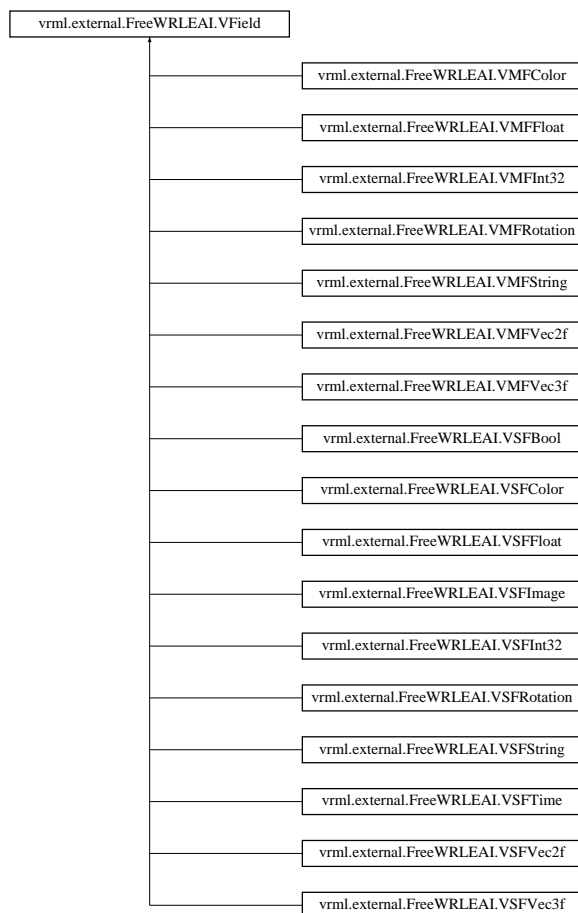 vrml.external.FreeWRLEAI.VField
vrml.external.FreeWRLEAI.VMFColor
vrml.external.FreeWRLEAI.VMFFloat
vrml.external.FreeWRLEAI.VMFInt32
vrml.external.FreeWRLEAI.VMFRotation
vrml.external.FreeWRLEAI.VMFString
vrml.external.FreeWRLEAI.VMFVec2f
vrml.external.FreeWRLEAI.VMFVec3f
vrml.external.FreeWRLEAI.VSFBool
vrml.external.FreeWRLEAI.VSFColor
vrml.external.FreeWRLEAI.VSFFloat
vrml.external.FreeWRLEAI.VSFImage
vrml.external.FreeWRLEAI.VSFInt32
vrml.external.FreeWRLEAI.VSFRotation
vrml.external.FreeWRLEAI.VSFString
vrml.external.FreeWRLEAI.VSFTime
vrml.external.FreeWRLEAI.VSFVec2f
vrml.external.FreeWRLEAI.VSFVec3f